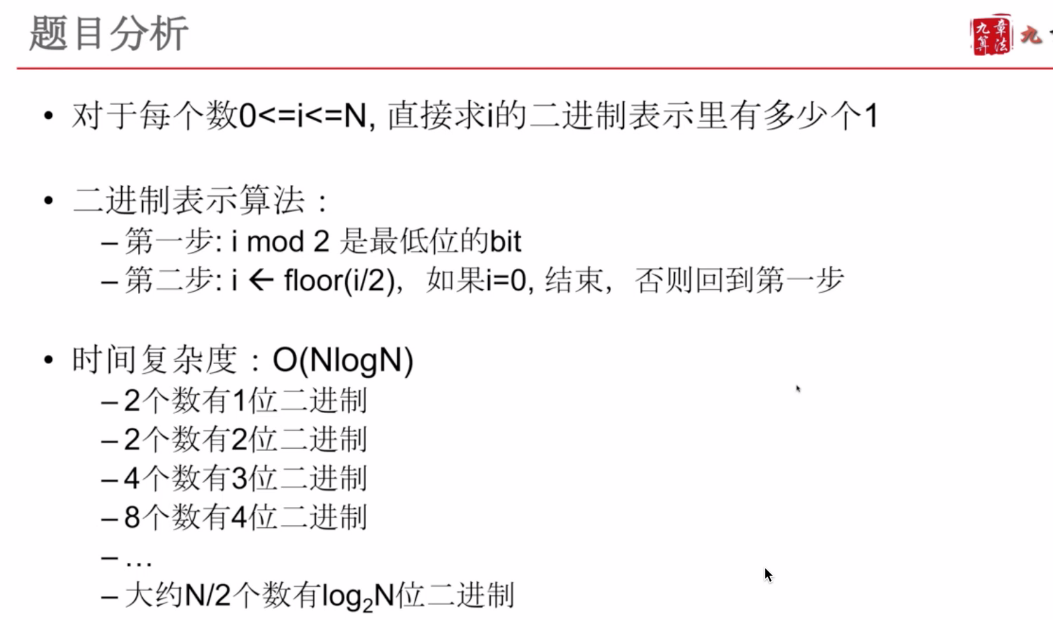 题目分析
九章算法
九
• 对于每个数0<=i<=N, 直接求i的二进制表示里有多少个1
• 二进制表示算法：
– 第一步: i mod 2 是最低位的bit
– 第二步: i ← floor(i/2)，如果i=0, 结束，否则回到第一步
• 时间复杂度：O(NlogN)
– 2个数有1位二进制
– 2个数有2位二进制
– 4个数有3位二进制
– 8个数有4位二进制
– …
– 大约N/2个数有log₂N位二进制